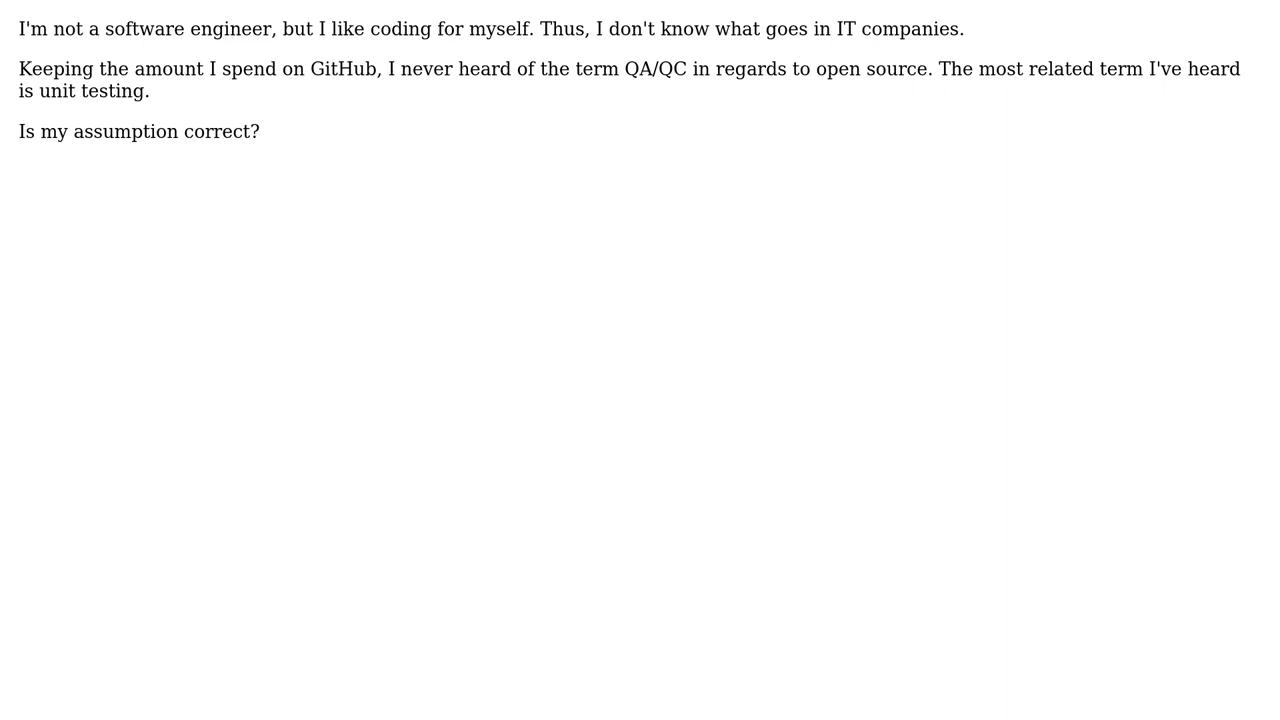 I'm not a software engineer, but I like coding for myself. Thus, I don't know what goes in IT companies.
Keeping the amount I spend on GitHub, I never heard of the term QA/QC in regards to open source. The most related term I've heard
is unit testing.
Is my assumption correct?